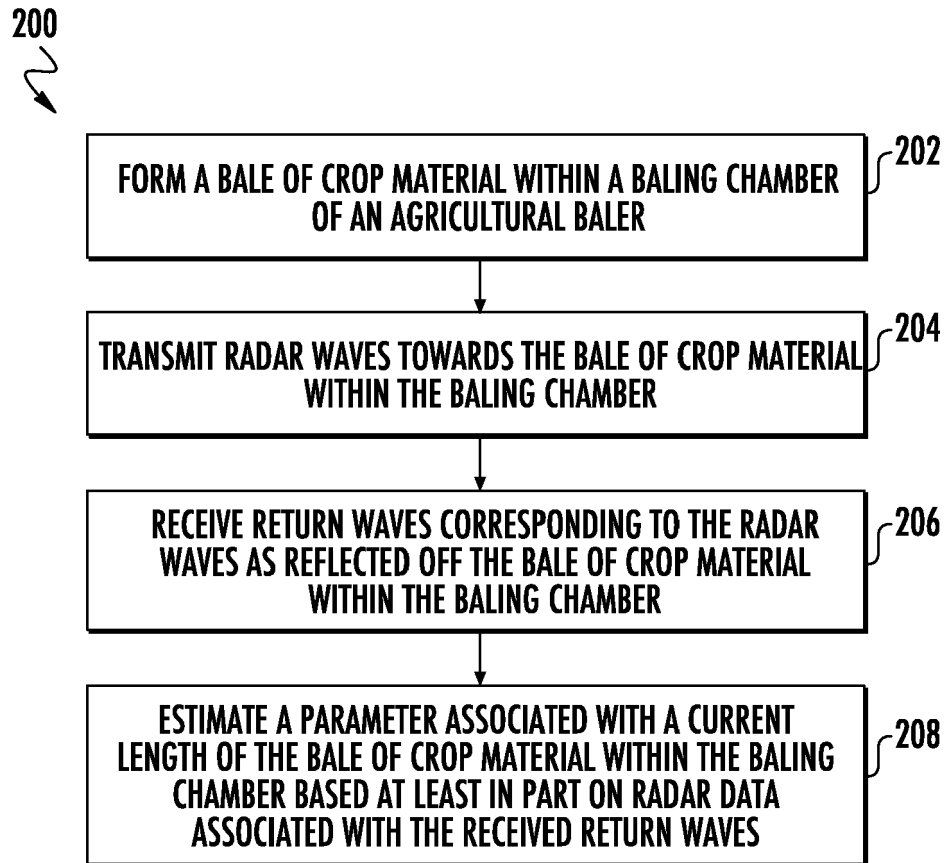 200
FORM A BALE OF CROP MATERIAL WITHIN A BALING CHAMBER
OF AN AGRICULTURAL BALER
202
TRANSMIT RADAR WAVES TOWARDS THE BALE OF CROP MATERIAL
WITHIN THE BALING CHAMBER
204
RECEIVE RETURN WAVES CORRESPONDING TO THE RADAR
WAVES AS REFLECTED OFF THE BALE OF CROP MATERIAL
WITHIN THE BALING CHAMBER
206
ESTIMATE A PARAMETER ASSOCIATED WITH A CURRENT
LENGTH OF THE BALE OF CROP MATERIAL WITHIN THE BALING
CHAMBER BASED AT LEAST IN PART ON RADAR DATA
ASSOCIATED WITH THE RECEIVED RETURN WAVES
208